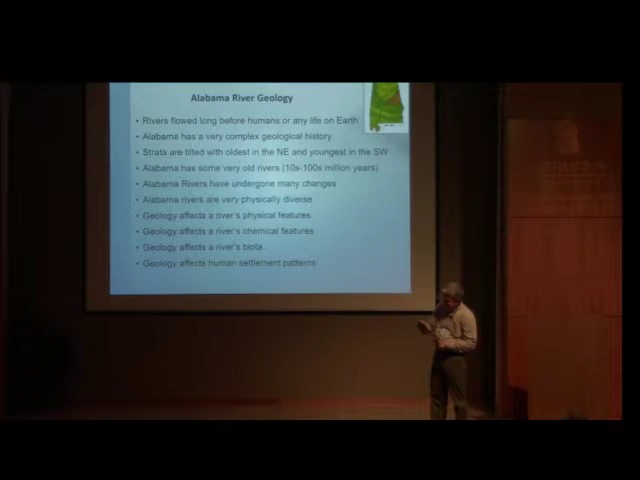 Alabama River Geology
• Rivers flowed long before humans or any life on Earth
• Alabama has a very complex geological history
• Strata are tilted with oldest in the NE and youngest in the SW
• Alabama has some very old rivers (10s-100s million years)
• Alabama Rivers have undergone many changes
• Alabama rivers are very physically diverse
• Geology affects a river's physical features
• Geology affects a river's chemical features
• Geology affects a river's biota
• Geology affects human settlement patterns